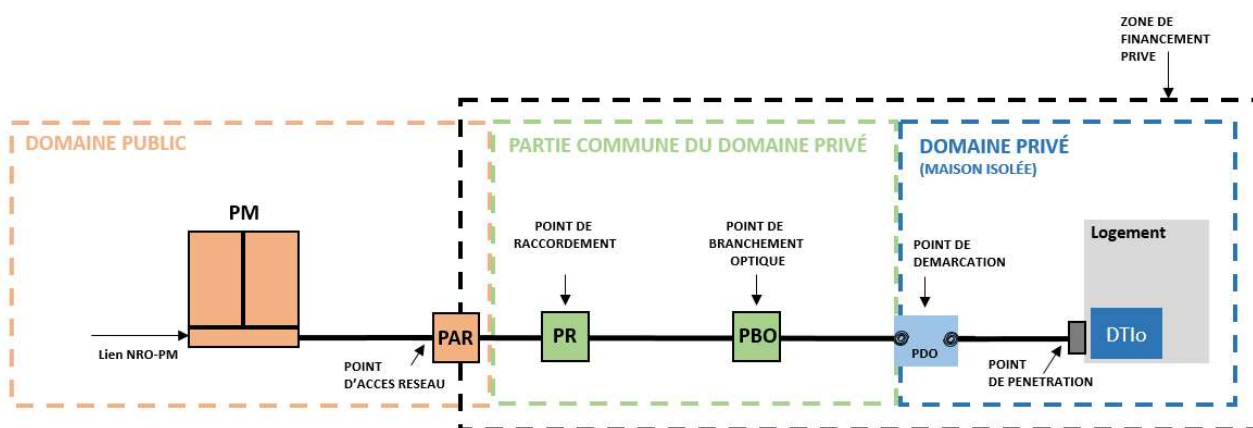 ZONE DE
FINANCEMENT
PRIVE
DOMAINE PUBLIC
PARTIE COMMUNE DU DOMAINE PRIVÉ
DOMAINE PRIVÉ
(MAISON ISOLÉE)
PM
POINT DE
RACCORDEMENT
POINT DE
BRANCHEMENT
OPTIQUE
POINT DE
DEMARCATION
Logement
Lien NRO-PM
PAR
PR
PBO
PDO
DTIo
POINT
D'ACCES RESEAU
POINT
DE PENETRATION